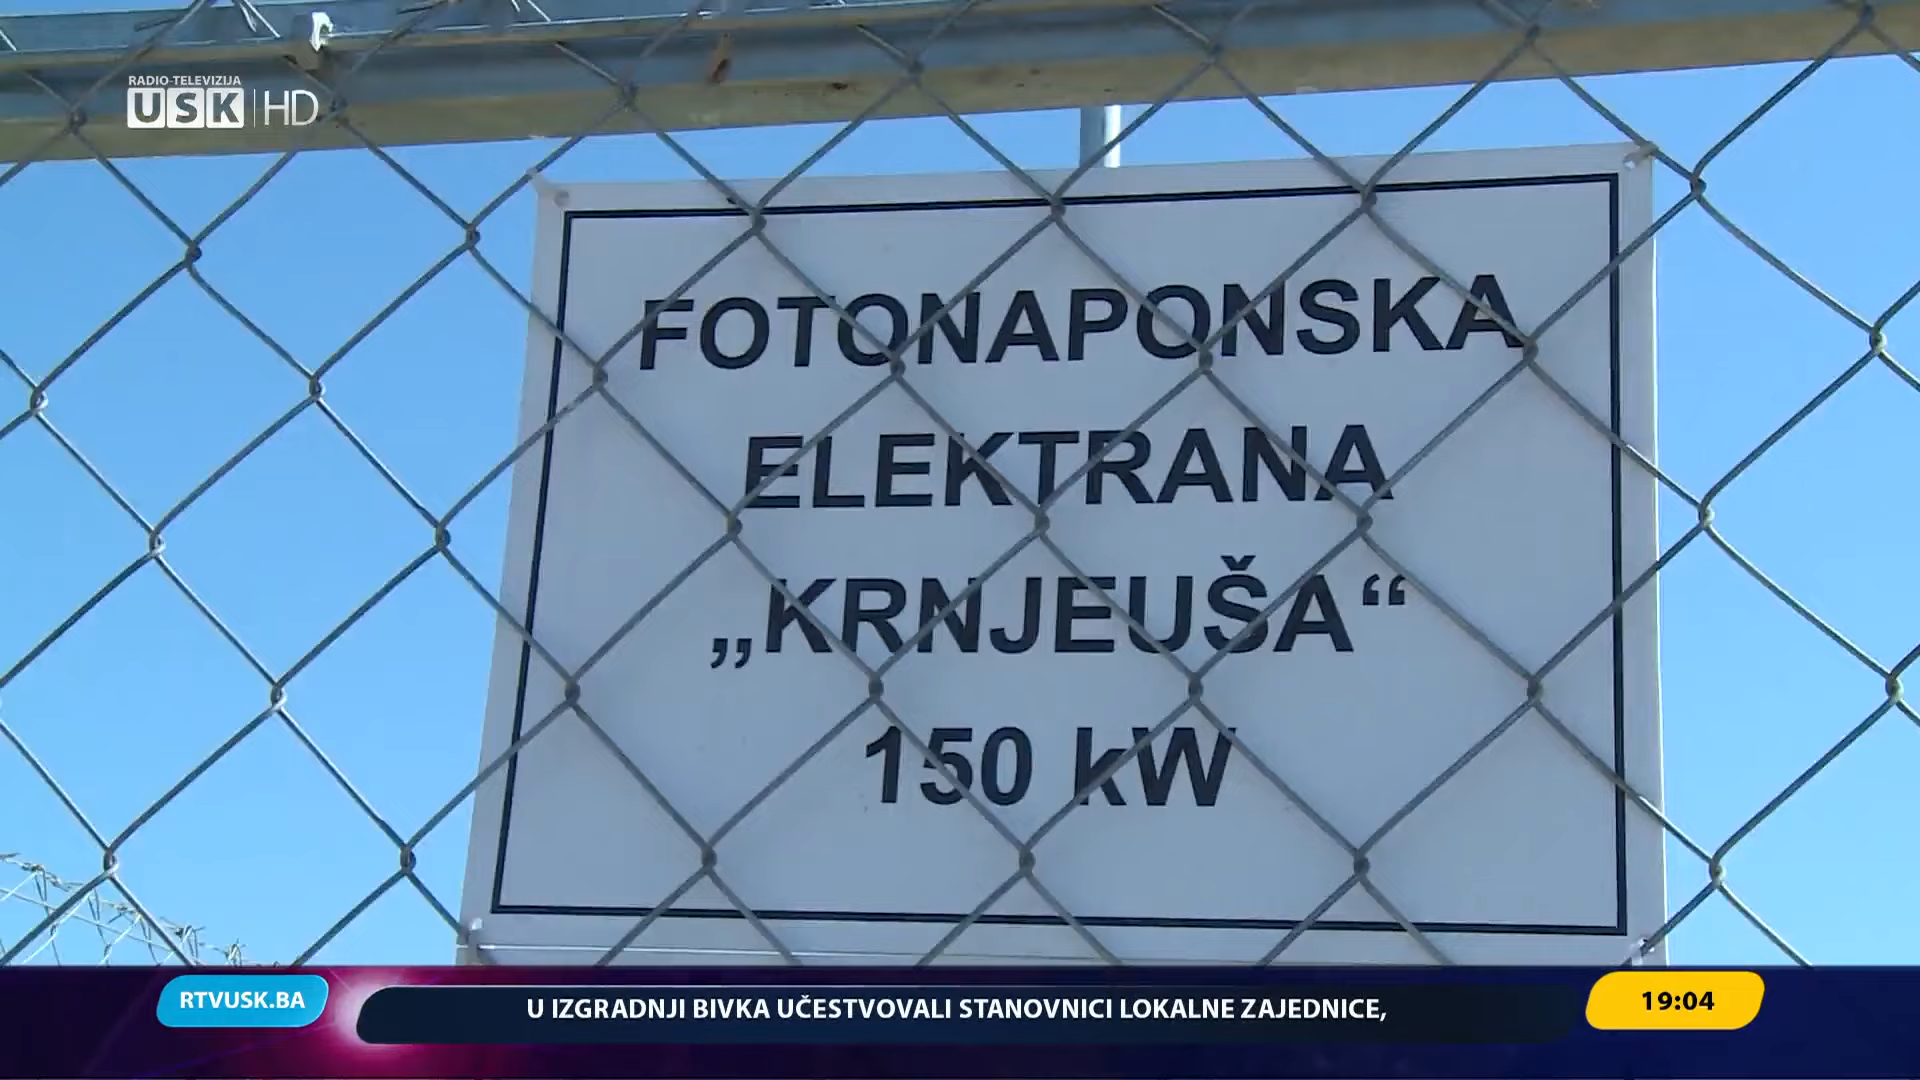 RADIO-TELEVIZIJA
USK HD
FOTONAPONSKA
ELEKTRANA
„KRNJEUŠA“
150 kW
RTVUSK.BA
U IZGRADNJI BIVKA UČESTVOVALI STANOVNICI LOKALNE ZAJEDNICE,
19:04